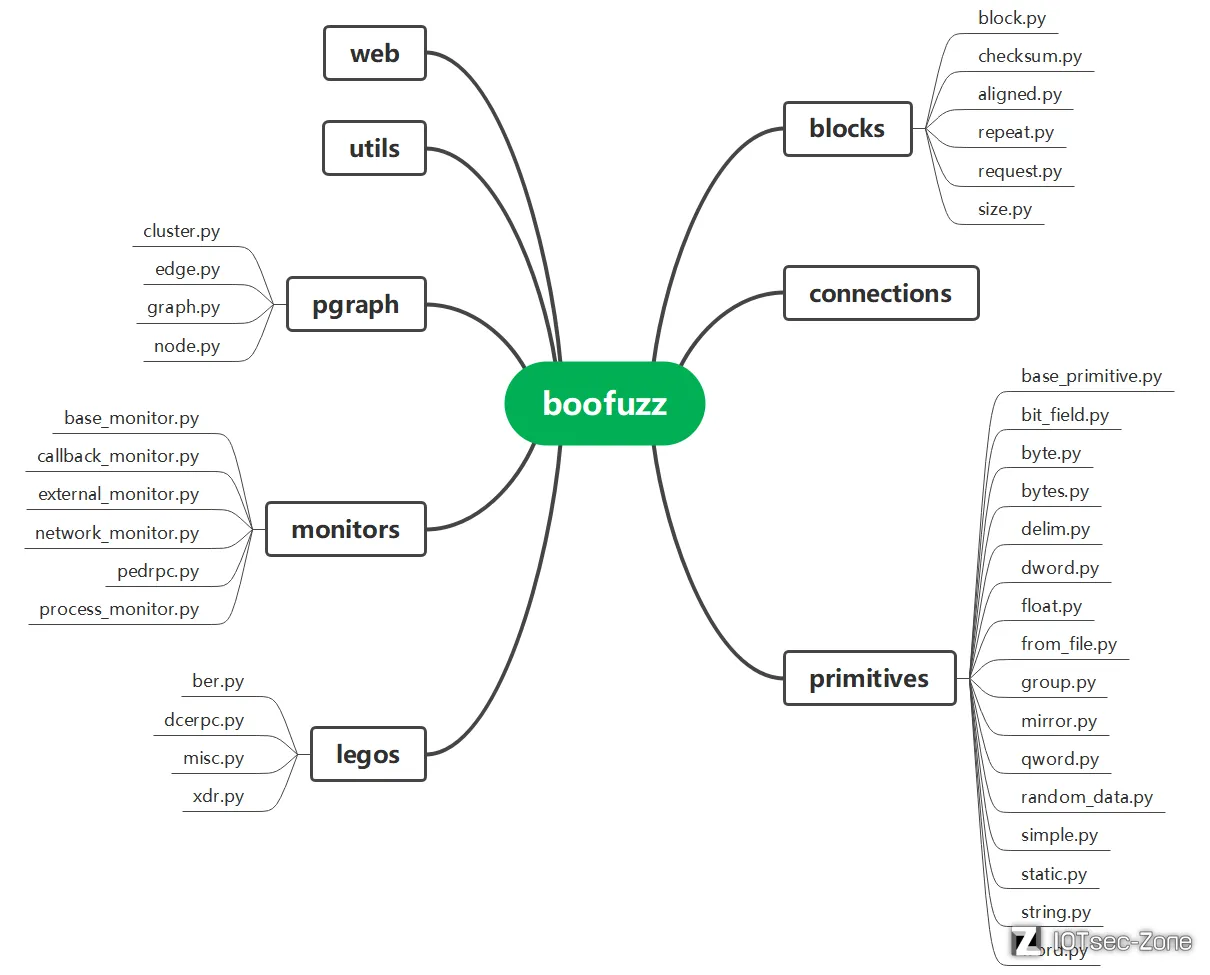 boofuzz
web
utils
pgraph
cluster.py
edge.py
graph.py
node.py
monitors
base_monitor.py
callback_monitor.py
external_monitor.py
network_monitor.py
pedrpc.py
process_monitor.py
legos
ber.py
dcerpc.py
misc.py
xdr.py
blocks
block.py
checksum.py
aligned.py
repeat.py
request.py
size.py
connections
primitives
base_primitive.py
bit_field.py
byte.py
bytes.py
delim.py
dword.py
float.py
from_file.py
group.py
mirror.py
qword.py
random_data.py
simple.py
static.py
string.py
word.py
Z IOTsec-Zone